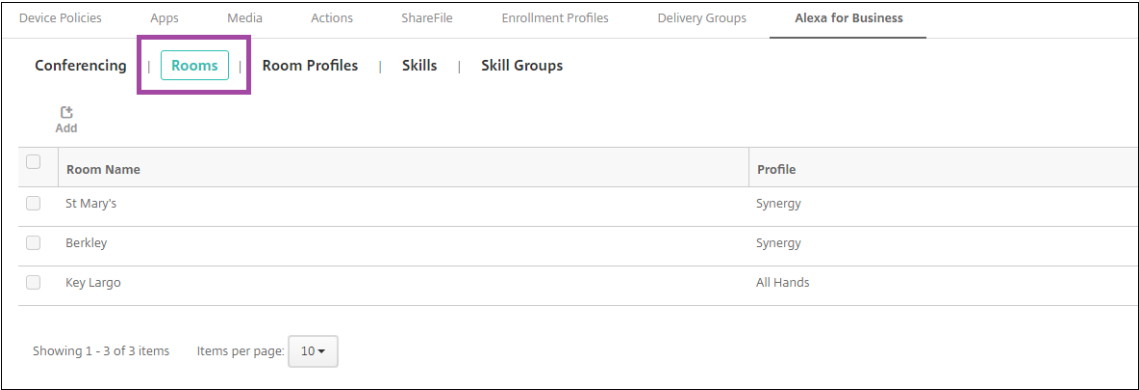 Device Policies Apps Media Actions ShareFile Enrollment Profiles Delivery Groups Alexa for Business
Conferencing | Rooms | Room Profiles | Skills | Skill Groups
Add
Room Name Profile
St Mary's Synergy
Berkley Synergy
Key Largo All Hands
Showing 1 - 3 of 3 items Items per page: 10